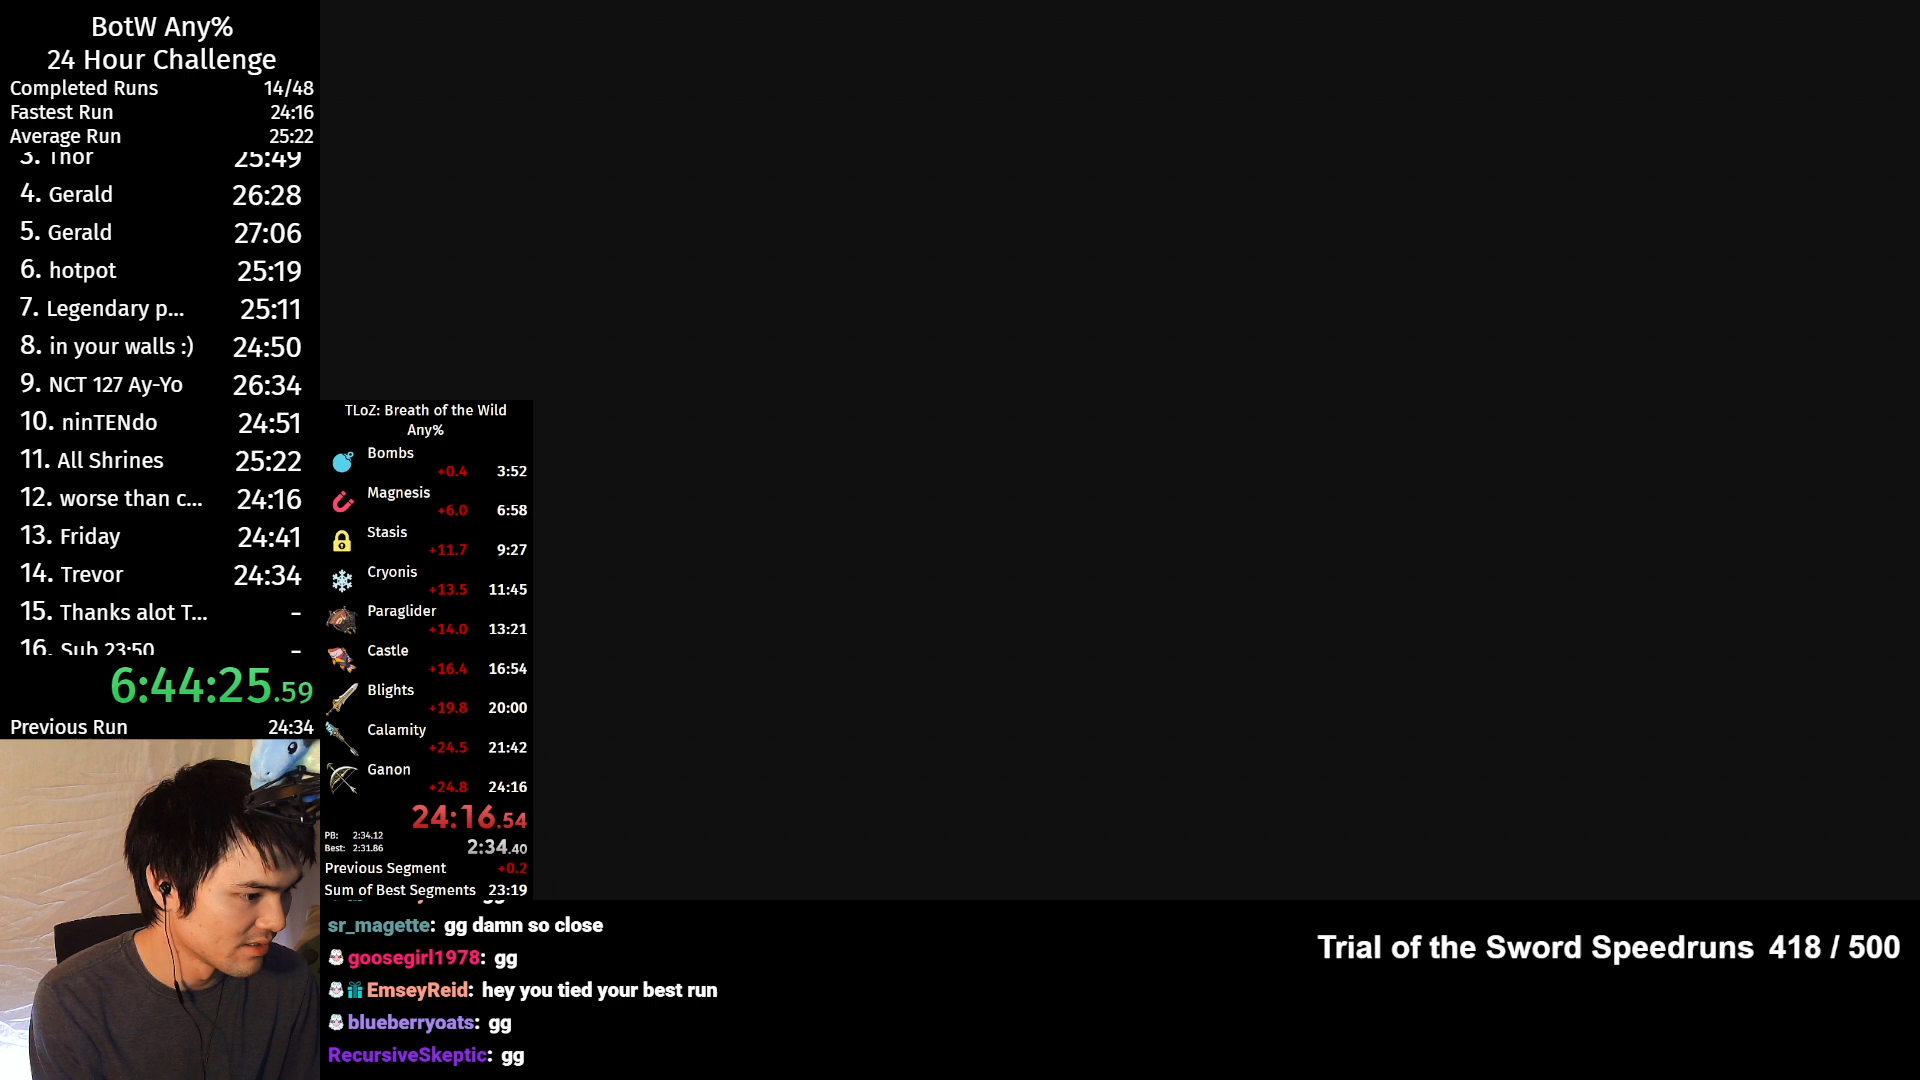 BotW Any%
24 Hour Challenge
Completed Runs 14/48
Fastest Run 24:16
Average Run 25:22
3. Thor 25:49
4. Gerald 26:28
5. Gerald 27:06
6. hotpot 25:19
7. Legendary p... 25:11
8. in your walls :) 24:50
9. NCT 127 Ay-Yo 26:34
10. ninTENdo 24:51
11. All Shrines 25:22
12. worse than c... 24:16
13. Friday 24:41
14. Trevor 24:34
15. Thanks alot T... –
16. Sub 23:50 –
6:44:25.59
Previous Run 24:34
TLoZ: Breath of the Wild
Any%
Bombs
+0.4 3:52
Magnesis
+6.0 6:58
Stasis
+11.7 9:27
Cryonis
+13.5 11:45
Paraglider
+14.0 13:21
Castle
+16.4 16:54
Blights
+19.8 20:00
Calamity
+24.5 21:42
Ganon
+24.8 24:16
24:16.54
PB: 2:34.12
Best: 2:31.86
2:34.40
Previous Segment +0.2
Sum of Best Segments 23:19
sr_magette: gg damn so close
goosegirl1978: gg
EmseyReid: hey you tied your best run
blueberryoats: gg
RecursiveSkeptic: gg
Trial of the Sword Speedruns 418 / 500